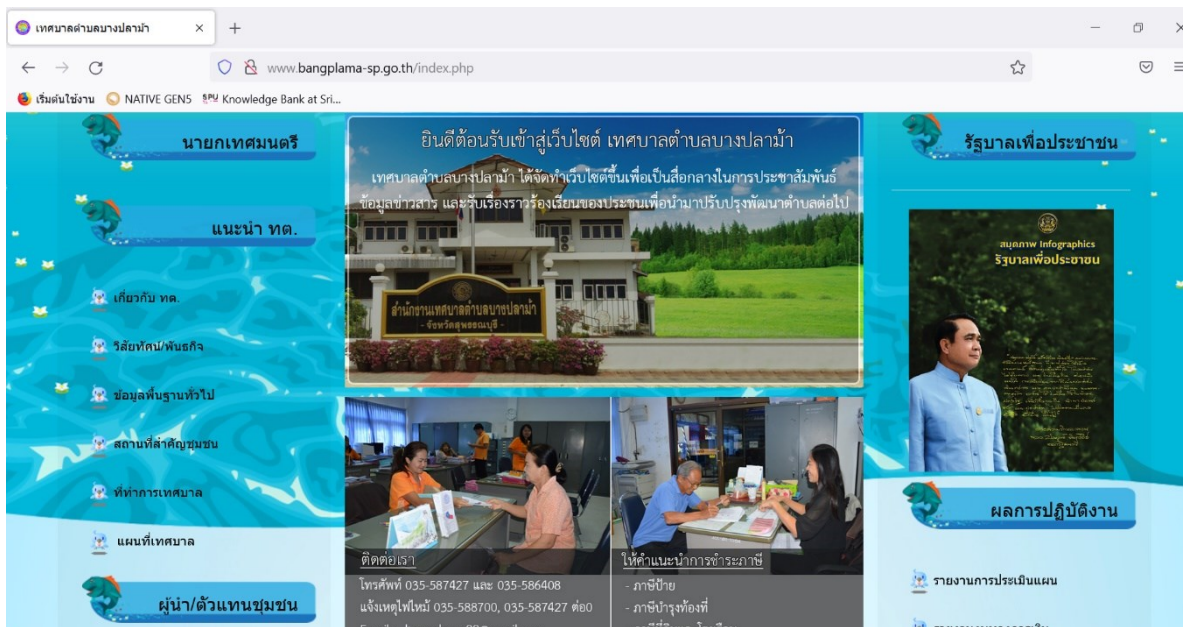 เทศบาลตำบลบางปลาม้า
www.bangplama-sp.go.th/index.php
เริ่มต้นใช้งาน NATIVE GEN5 SPU Knowledge Bank at Sri...
นายกเทศมนตรี
แนะนำ ทต.
เกี่ยวกับ ทต.
วิสัยทัศน์/พันธกิจ
ข้อมูลพื้นฐานทั่วไป
สถานที่สำคัญชุมชน
ที่ทำการเทศบาล
แผนที่เทศบาล
ผู้นำ/ตัวแทนชุมชน
ยินดีต้อนรับเข้าสู่เว็บไซต์ เทศบาลตำบลบางปลาม้า
เทศบาลตำบลบางปลาม้า ได้จัดทำเว็บไซต์ขึ้นเพื่อเป็นสื่อกลางในการประชาสัมพันธ์
ข้อมูลข่าวสาร และรับเรื่องราวร้องเรียนของประชนเพื่อนำมาปรับปรุงพัฒนาตำบลต่อไป
สำนักงานเทศบาลตำบลบางปลาม้า
- จังหวัดสุพรรณบุรี -
ติดต่อเรา
โทรศัพท์ 035-587427 และ 035-586408
แจ้งเหตุไฟไหม้ 035-588700, 035-587427 ต่อ0
ให้คำแนะนำการชำระภาษี
- ภาษีป้าย
- ภาษีบำรุงท้องที่
รัฐบาลเพื่อประชาชน
สมุดภาพ Infographics
รัฐบาลเพื่อประชาชน
ผลการปฏิบัติงาน
รายงานการประเมินแผน